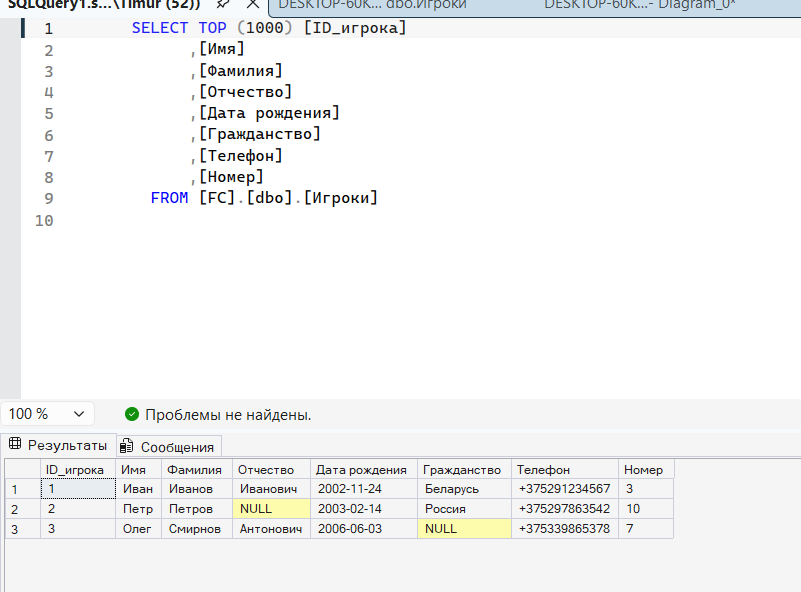 SQLQuery1.s...\Timur (52)) DESKTOP-60K... dbo.Игроки DESKTOP-60K...- Diagram_0*
1 SELECT TOP (1000) [ID_игрока]
2 ,[Имя]
3 ,[Фамилия]
4 ,[Отчество]
5 ,[Дата рождения]
6 ,[Гражданство]
7 ,[Телефон]
8 ,[Номер]
9 FROM [FC].[dbo].[Игроки]
10
100 % Проблемы не найдены.
Результаты Сообщения
ID_игрока Имя Фамилия Отчество Дата рождения Гражданство Телефон Номер
1 1 Иван Иванов Иванович 2002-11-24 Беларусь +375291234567 3
2 2 Петр Петров NULL 2003-02-14 Россия +375297863542 10
3 3 Олег Смирнов Антонович 2006-06-03 NULL +375339865378 7